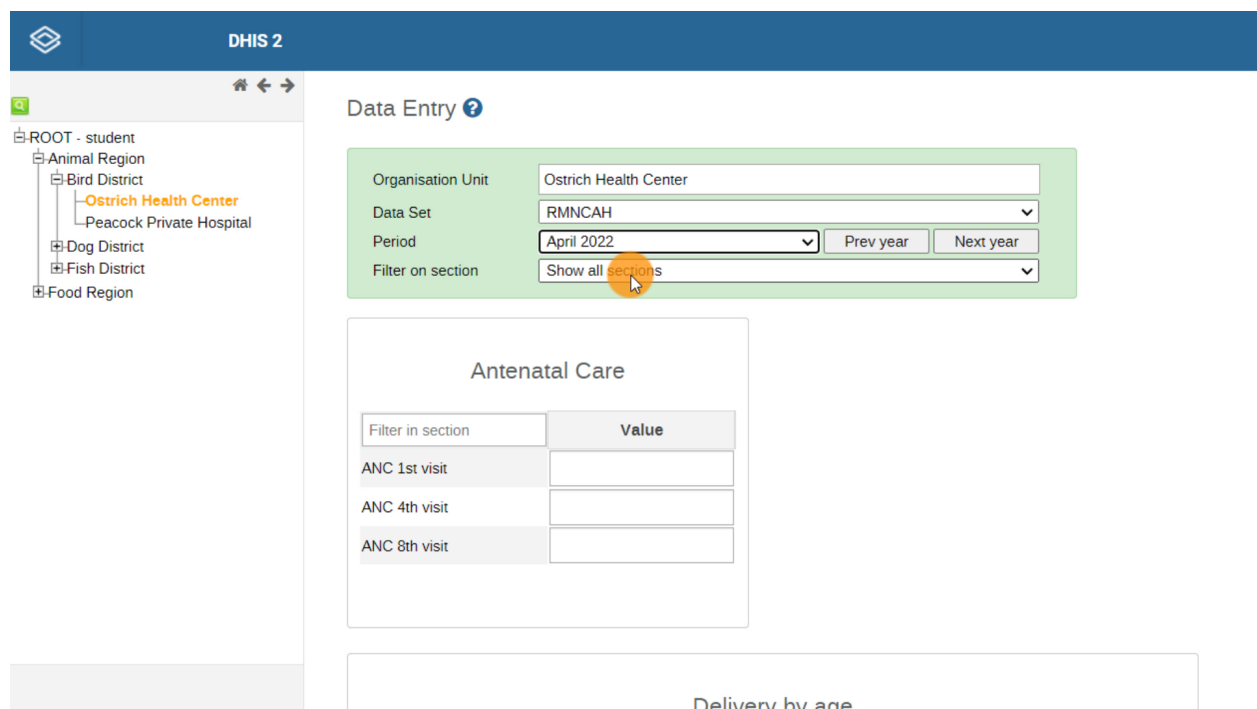 DHIS 2
ROOT - student
Animal Region
Bird District
Ostrich Health Center
Peacock Private Hospital
Dog District
Fish District
Food Region
Data Entry ?
Organisation Unit Ostrich Health Center
Data Set RMNCAH
Period April 2022 Prev year Next year
Filter on section Show all sections
Antenatal Care
Filter in section Value
ANC 1st visit
ANC 4th visit
ANC 8th visit
Delivery by age